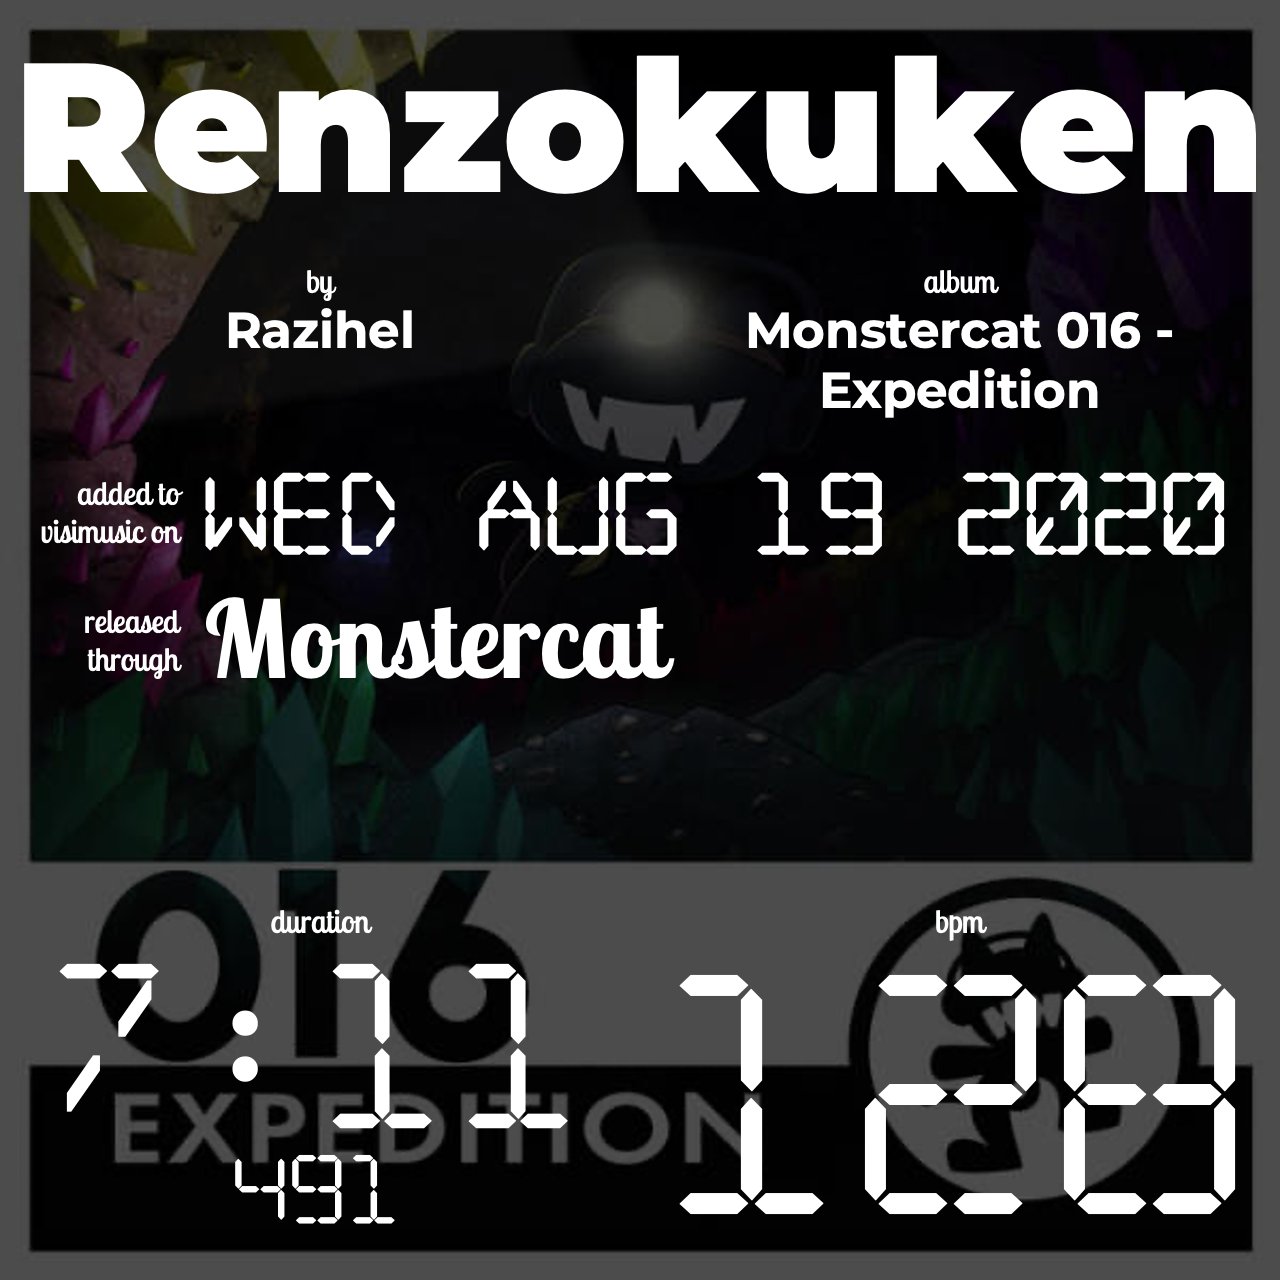 Renzokuken
by
Razihel
album
Monstercat 016 -
Expedition
added to
visimusic on
WED AUG 19 2020
released
through
Monstercat
016
EXPEDITION
duration
7:11
491
bpm
128